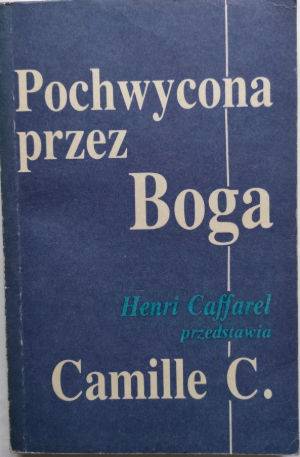 Pochwycona
przez
Boga
Henri Caffarel
przedstawia
Camille C.